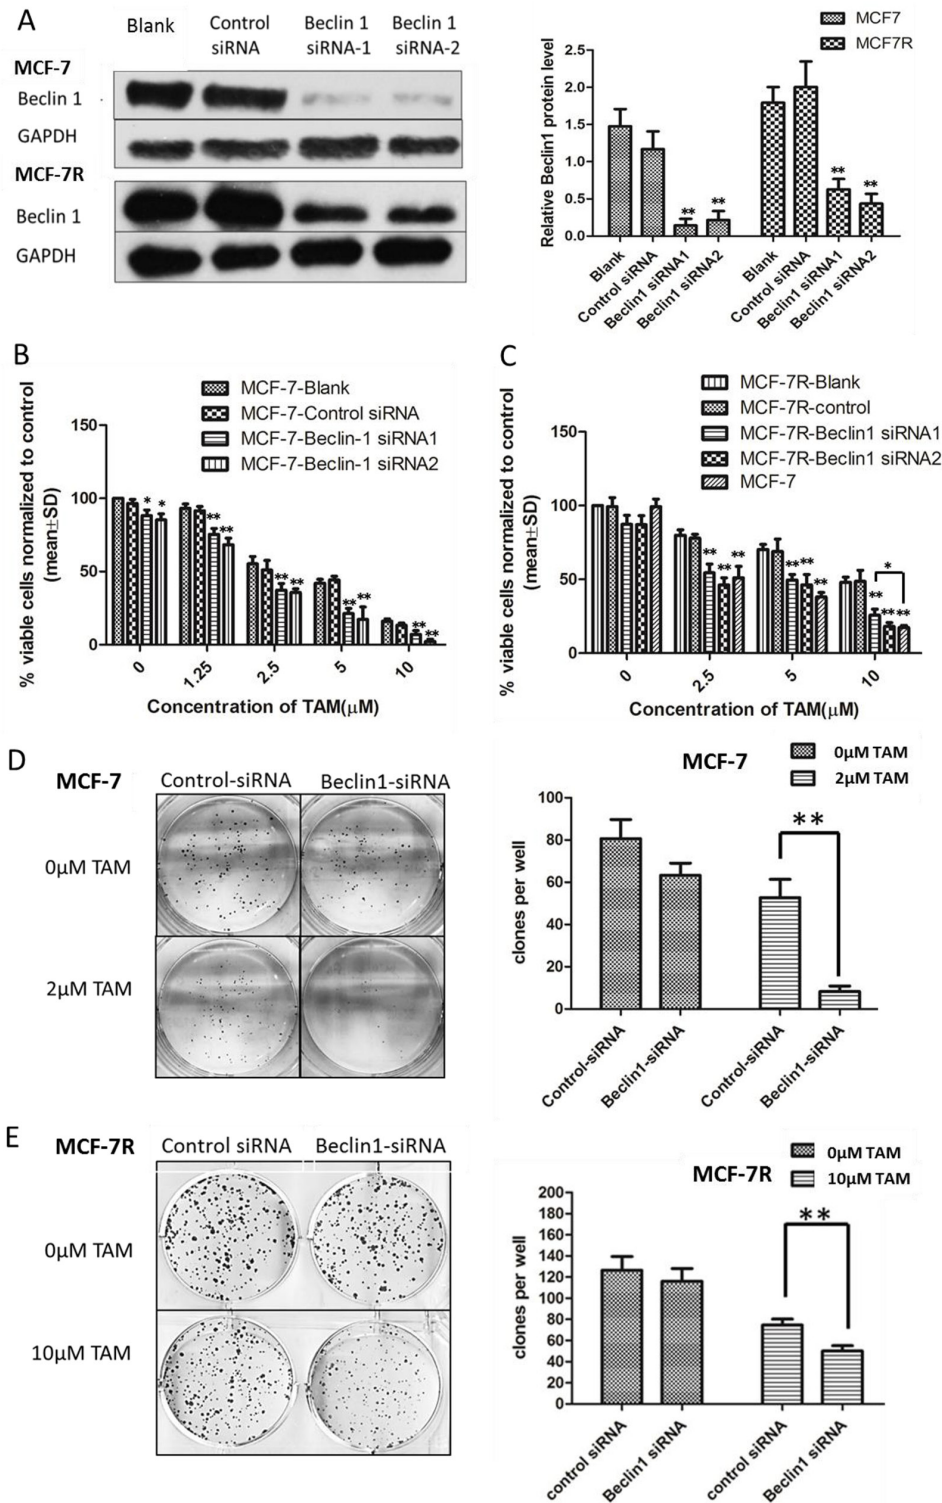 A
Blank
Control
siRNA
Beclin 1
siRNA-1
Beclin 1
siRNA-2
MCF-7
Beclin 1
GAPDH
MCF-7R
Beclin 1
GAPDH
MCF7
MCF7R
Relative Beclin1 protein level
2.5
2.0
1.5
1.0
0.5
0.0
** ** ** **
Blank
Control siRNA
Beclin1 siRNA1
Beclin1 siRNA2
Blank
Control siRNA
Beclin1 siRNA1
Beclin1 siRNA2
B
MCF-7-Blank
MCF-7-Control siRNA
MCF-7-Beclin-1 siRNA1
MCF-7-Beclin-1 siRNA2
% viable cells normalized to control
(mean±SD)
150
100
50
0
* * ** ** ** ** ** ** ** **
0 1.25 2.5 5 10
Concentration of TAM(μM)
C
MCF-7R-Blank
MCF-7R-control
MCF-7R-Beclin1 siRNA1
MCF-7R-Beclin1 siRNA2
MCF-7
% viable cells normalized to control
(mean±SD)
150
100
50
0
** ** ** ** ** ** ** ** ** *
0 2.5 5 10
Concentration of TAM(μM)
D
MCF-7
Control-siRNA Beclin1-siRNA
0μM TAM
2μM TAM
MCF-7
0μM TAM
2μM TAM
clones per well
100
80
60
40
20
0
**
Control-siRNA
Beclin1-siRNA
Control-siRNA
Beclin1-siRNA
E
MCF-7R
Control siRNA Beclin1-siRNA
0μM TAM
10μM TAM
MCF-7R
0μM TAM
10μM TAM
clones per well
200
180
160
140
120
100
80
60
40
20
0
**
control siRNA
Beclin1 siRNA
control siRNA
Beclin1 siRNA